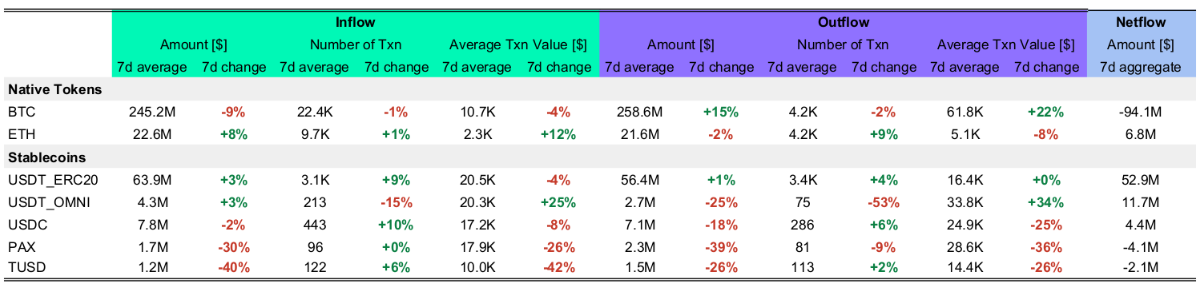 Inflow Outflow Netflow
Amount [$] Number of Txn Average Txn Value [$] Amount [$] Number of Txn Average Txn Value [$] Amount [$]
7d average 7d change 7d average 7d change 7d average 7d change 7d average 7d change 7d average 7d change 7d average 7d change 7d aggregate
Native Tokens
BTC 245.2M -9% 22.4K -1% 10.7K -4% 258.6M +15% 4.2K -2% 61.8K +22% -94.1M
ETH 22.6M +8% 9.7K +1% 2.3K +12% 21.6M -2% 4.2K +9% 5.1K -8% 6.8M
Stablecoins
USDT_ERC20 63.9M +3% 3.1K +9% 20.5K -4% 56.4M +1% 3.4K +4% 16.4K +0% 52.9M
USDT_OMNI 4.3M +3% 213 -15% 20.3K +25% 2.7M -25% 75 -53% 33.8K +34% 11.7M
USDC 7.8M -2% 443 +10% 17.2K -8% 7.1M -18% 286 +6% 24.9K -25% 4.4M
PAX 1.7M -30% 96 +0% 17.9K -26% 2.3M -39% 81 -9% 28.6K -36% -4.1M
TUSD 1.2M -40% 122 +6% 10.0K -42% 1.5M -26% 113 +2% 14.4K -26% -2.1M